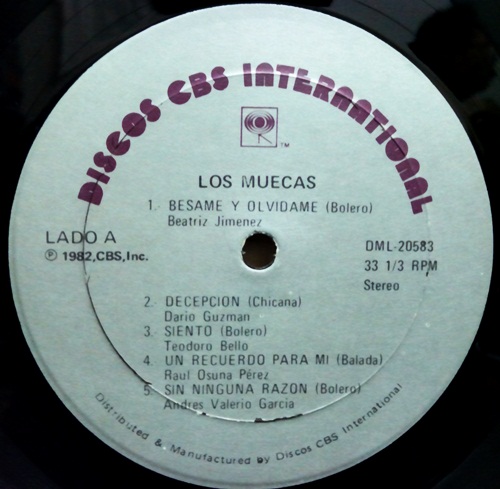 DISCOS CBS INTERNATIONAL
TM
LOS MUECAS
1. BESAME Y OLVIDAME (Bolero)
Beatriz Jimenez
LADO A
℗ 1982, CBS, Inc.
DML-20583
33 1/3 RPM
Stereo
2. DECEPCION (Chicana)
Dario Guzman
3. SIENTO (Bolero)
Teodoro Bello
4. UN RECUERDO PARA MI (Balada)
Raul Osuna Pérez
5. SIN NINGUNA RAZON (Bolero)
Andres Valerio Garcia
Distributed & Manufactured by Discos CBS International